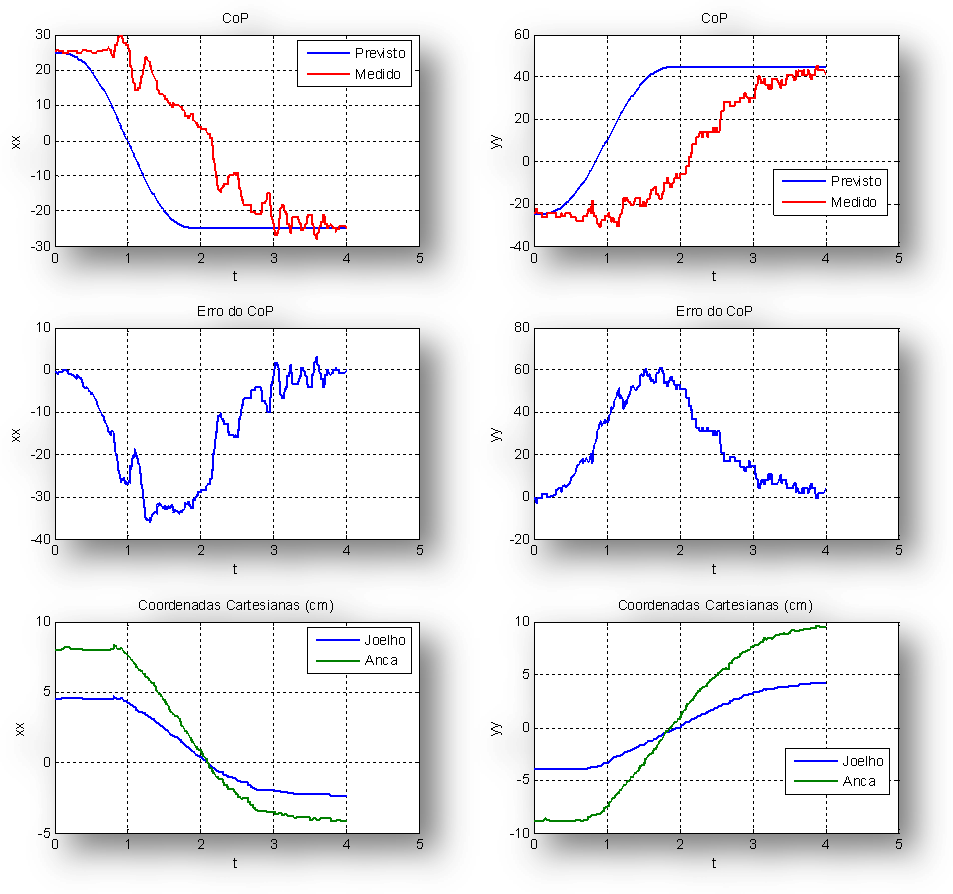 CoP
30
20
10
0
-10
-20
-30
xx
0 1 2 3 4 5
t
Previsto
Medido
CoP
60
40
20
0
-20
-40
yy
0 1 2 3 4 5
t
Previsto
Medido
Erro do CoP
10
0
-10
-20
-30
-40
xx
0 1 2 3 4 5
t
Erro do CoP
80
60
40
20
0
-20
yy
0 1 2 3 4 5
t
Coordenadas Cartesianas (cm)
10
5
0
-5
xx
0 1 2 3 4 5
t
Joelho
Anca
Coordenadas Cartesianas (cm)
10
5
0
-5
-10
yy
0 1 2 3 4 5
t
Joelho
Anca